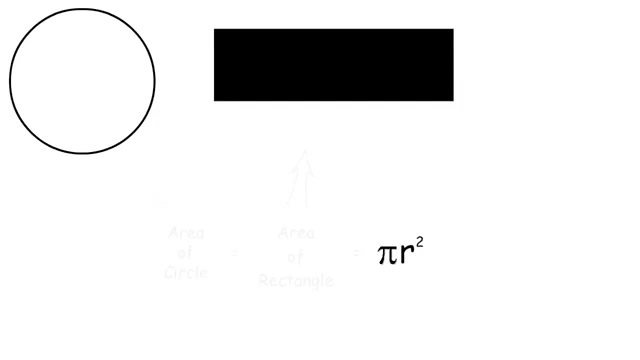 Area
of
Circle
=
Area
of
Rectangle
=
πr²